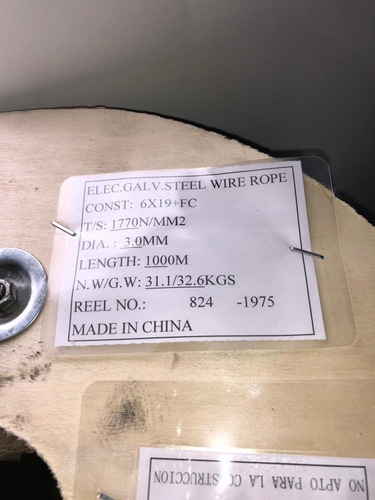 ELEC.GALV.STEEL WIRE ROPE
CONST: 6X19+FC
T/S: 1770N/MM2
DIA. : 3.0MM
LENGTH: 1000M
N.W/G.W: 31.1/32.6KGS
REEL NO.: 824 -1975
MADE IN CHINA
NO APTO PARA LA CONSTRUCCION